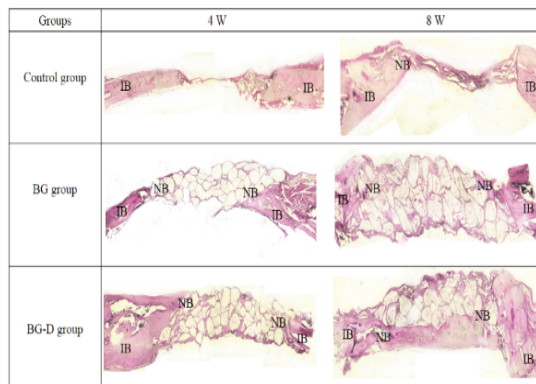 Groups 4 W 8 W
Control group
IB IB NB IB IB
BG group
NB NB IB IB IB NB NB IB
BG-D group
NB NB IB IB NB IB NB IB